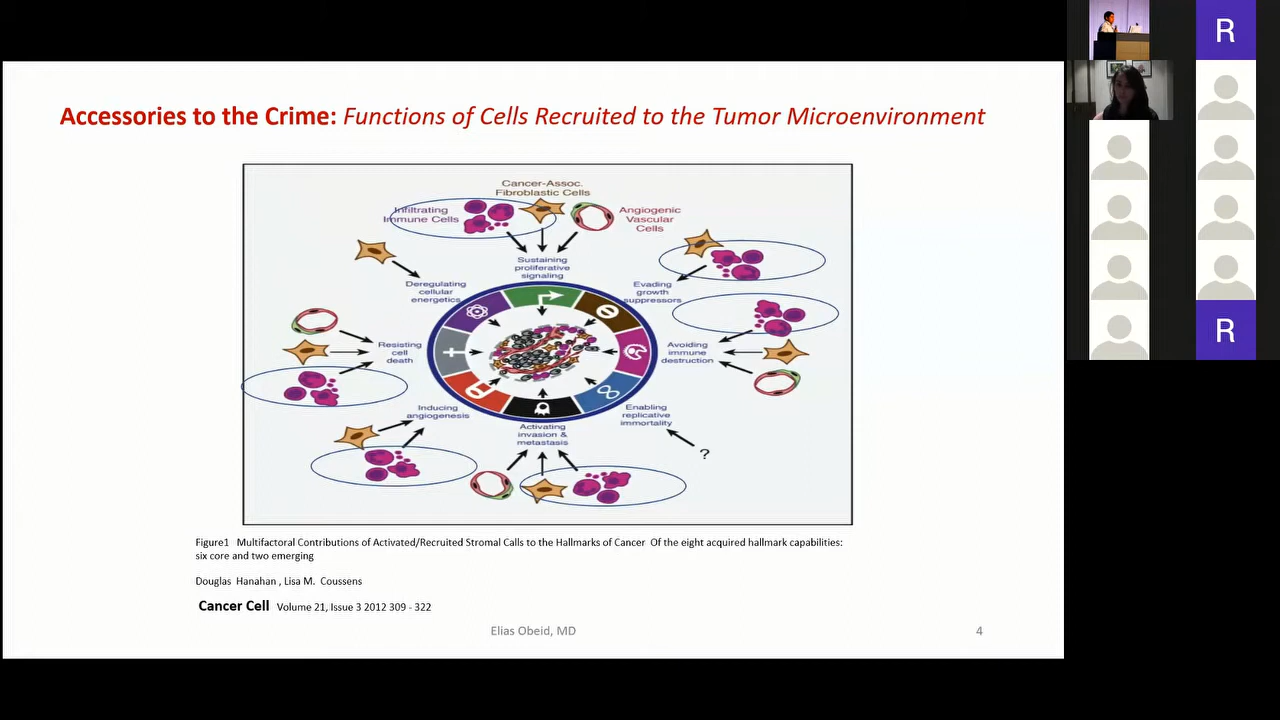 Accessories to the Crime: Functions of Cells Recruited to the Tumor Microenvironment
Cancer-Assoc.
Fibroblastic Cells
Infiltrating
Immune Cells
Angiogenic
Vascular
Cells
Sustaining
proliferative
signaling
Deregulating
cellular
energetics
Evading
growth
suppressors
Resisting
cell
death
Avoiding
immune
destruction
Inducing
angiogenesis
Enabling
replicative
immortality
Activating
invasion &
metastasis
?
Figure1 Multifactoral Contributions of Activated/Recruited Stromal Calls to the Hallmarks of Cancer Of the eight acquired hallmark capabilities:
six core and two emerging
Douglas Hanahan , Lisa M. Coussens
Cancer Cell Volume 21, Issue 3 2012 309 - 322
Elias Obeid, MD
4
R
R